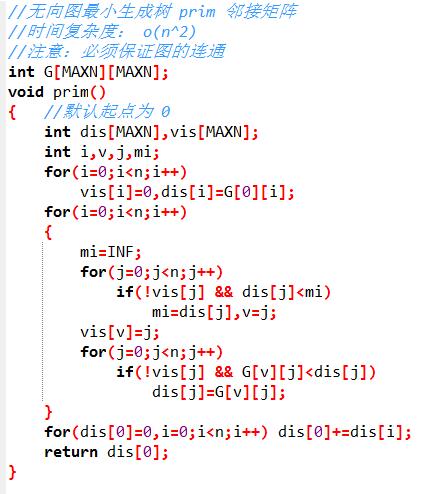 //无向图最小生成树 prim 邻接矩阵
//时间复杂度： o(n^2)
//注意：必须保证图的连通
int G[MAXN][MAXN];
void prim()
{   //默认起点为 0
    int dis[MAXN],vis[MAXN];
    int i,v,j,mi;
    for(i=0;i<n;i++)
        vis[i]=0,dis[i]=G[0][i];
    for(i=0;i<n;i++)
    {
        mi=INF;
        for(j=0;j<n;j++)
            if(!vis[j] && dis[j]<mi)
                mi=dis[j],v=j;
        vis[v]=j;
        for(j=0;j<n;j++)
            if(!vis[j] && G[v][j]<dis[j])
                dis[j]=G[v][j];
    }
    for(dis[0]=0,i=0;i<n;i++) dis[0]+=dis[i];
    return dis[0];
}